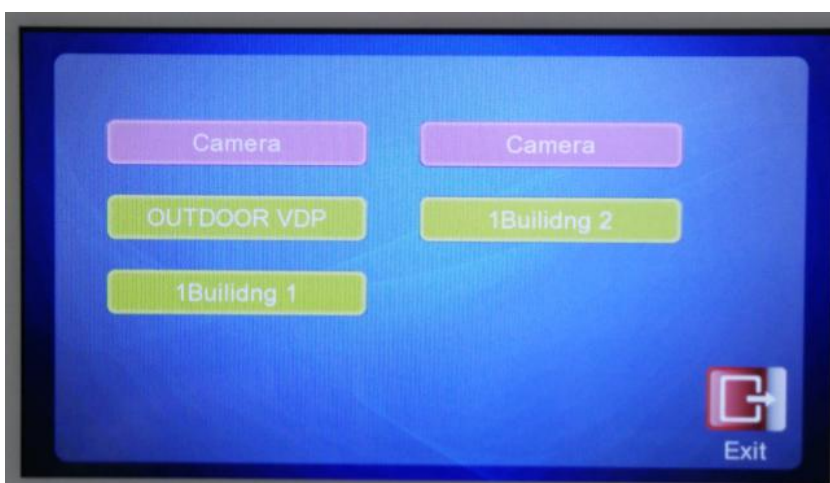 Camera
Camera
OUTDOOR VDP
1Builidng 2
1Builidng 1
Exit